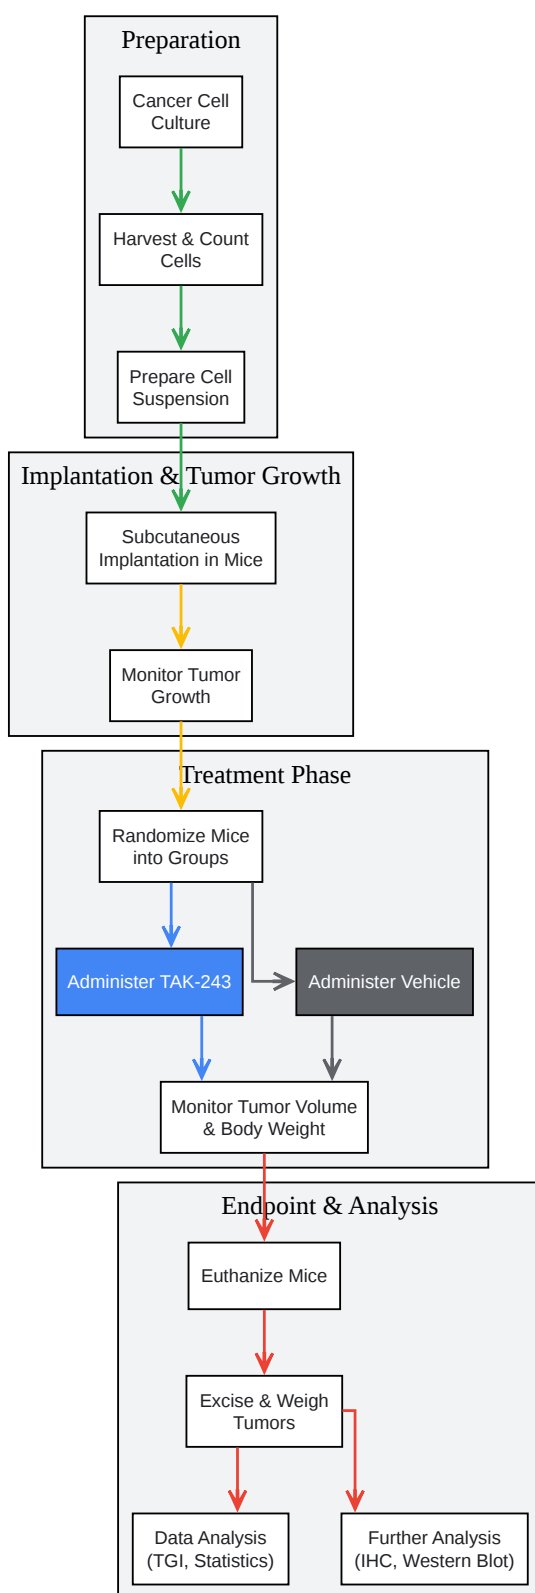 Preparation
Cancer Cell
Culture
Harvest & Count
Cells
Prepare Cell
Suspension
Implantation & Tumor Growth
Subcutaneous
Implantation in Mice
Monitor Tumor
Growth
Treatment Phase
Randomize Mice
into Groups
Administer TAK-243
Administer Vehicle
Monitor Tumor Volume
& Body Weight
Endpoint & Analysis
Euthanize Mice
Excise & Weigh
Tumors
Data Analysis
(TGI, Statistics)
Further Analysis
(IHC, Western Blot)